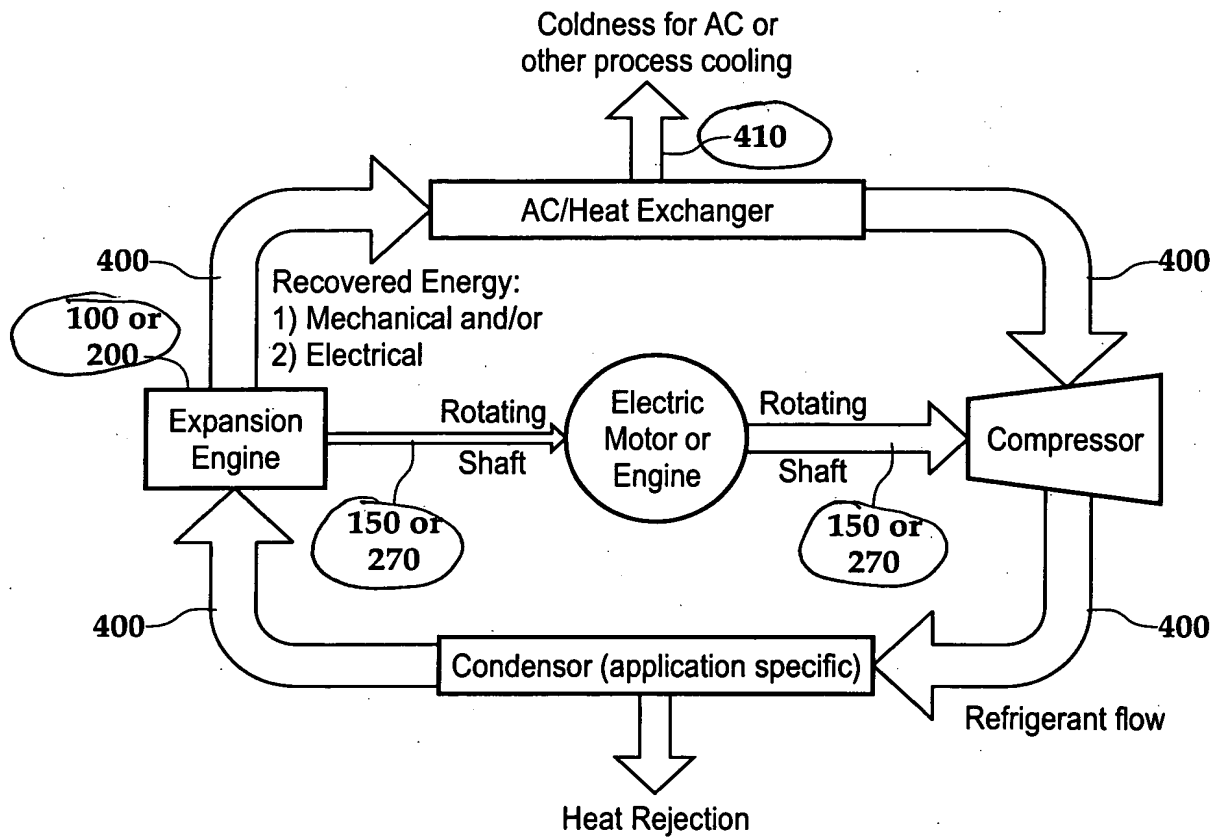 Coldness for AC or
other process cooling
410
AC/Heat Exchanger
400
400
Recovered Energy:
1) Mechanical and/or
2) Electrical
100 or
200
Expansion
Engine
Rotating
Shaft
Electric
Motor or
Engine
Rotating
Shaft
Compressor
150 or
270
150 or
270
400
400
Condensor (application specific)
Refrigerant flow
Heat Rejection